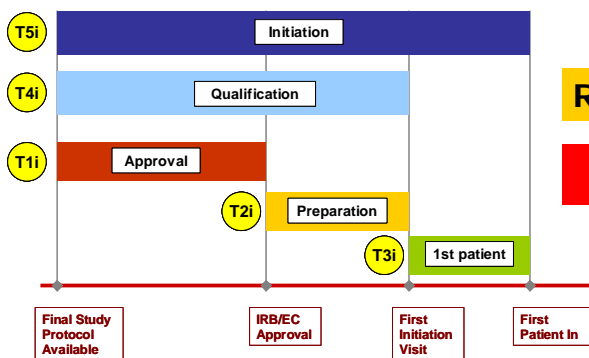 T5i
Initiation
T4i
Qualification
R
T1i
Approval
T2i
Preparation
T3i
1st patient
Final Study
Protocol
Available
IRB/EC
Approval
First
Initiation
Visit
First
Patient In